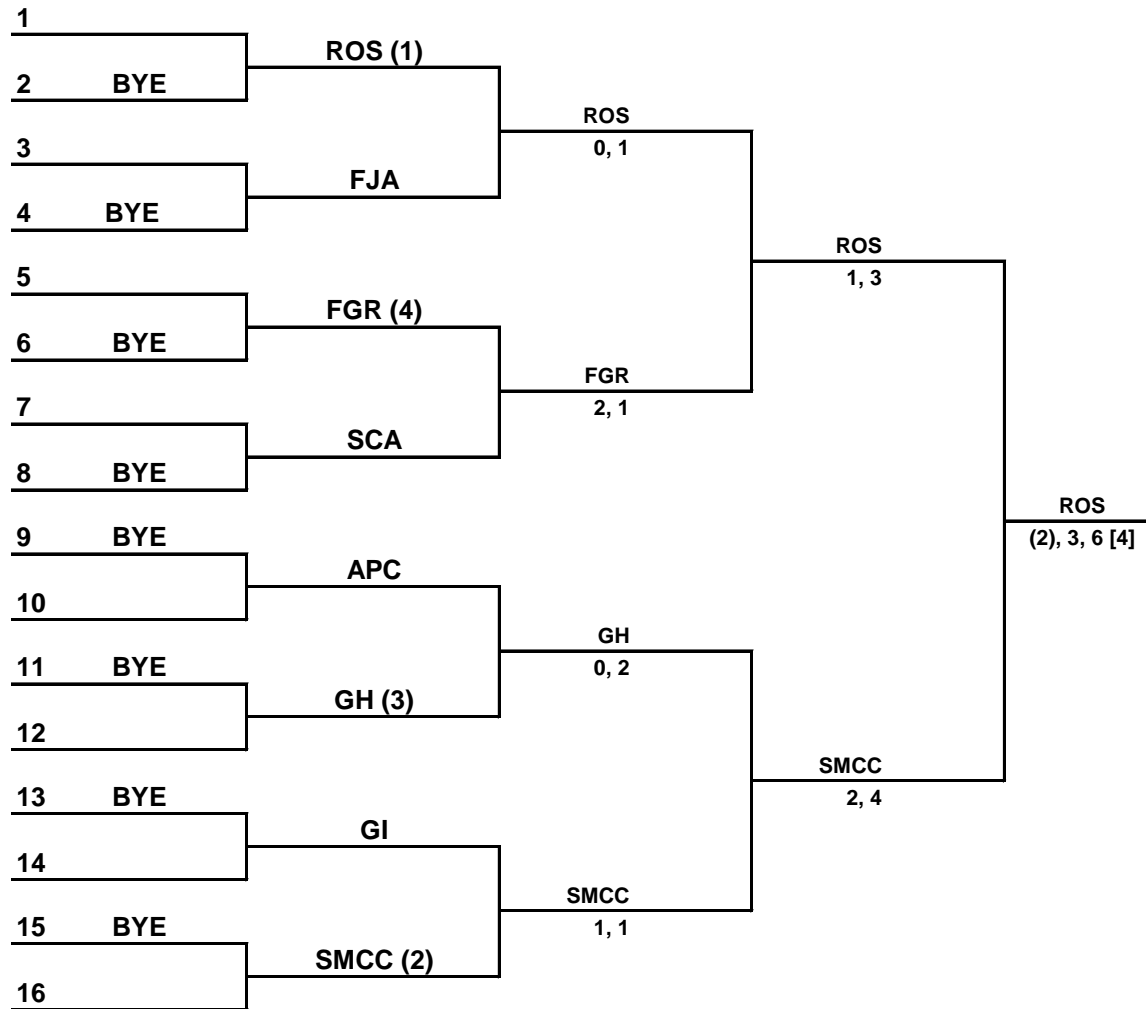 1
ROS (1)
2 BYE
ROS
0, 1
3
FJA
4 BYE
ROS
1, 3
5
FGR (4)
6 BYE
FGR
2, 1
7
SCA
8 BYE
ROS
(2), 3, 6 [4]
9 BYE
APC
10
GH
0, 2
11 BYE
GH (3)
12
SMCC
2, 4
13 BYE
GI
14
SMCC
1, 1
15 BYE
SMCC (2)
16